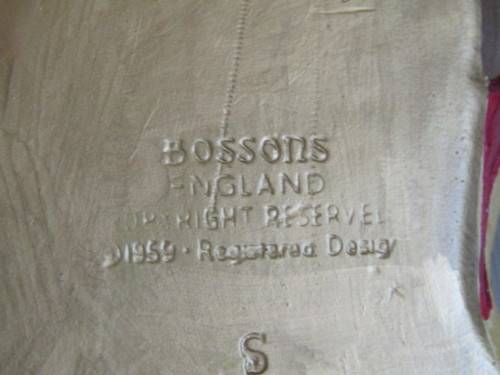 BOSSONS
ENGLAND
COPYRIGHT RESERVED
©1959 · Registered Design
S